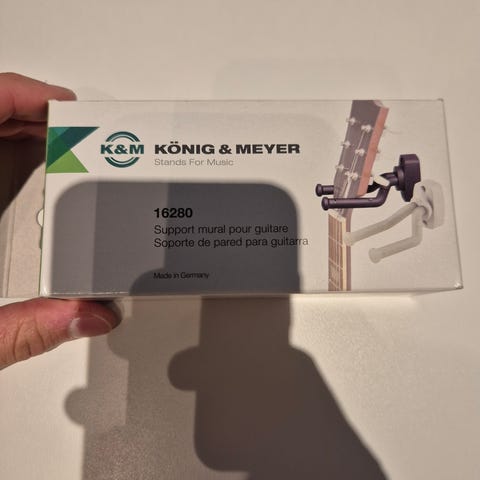 K&M KÖNIG & MEYER
Stands For Music
16280
Support mural pour guitare
Soporte de pared para guitarra
Made in Germany